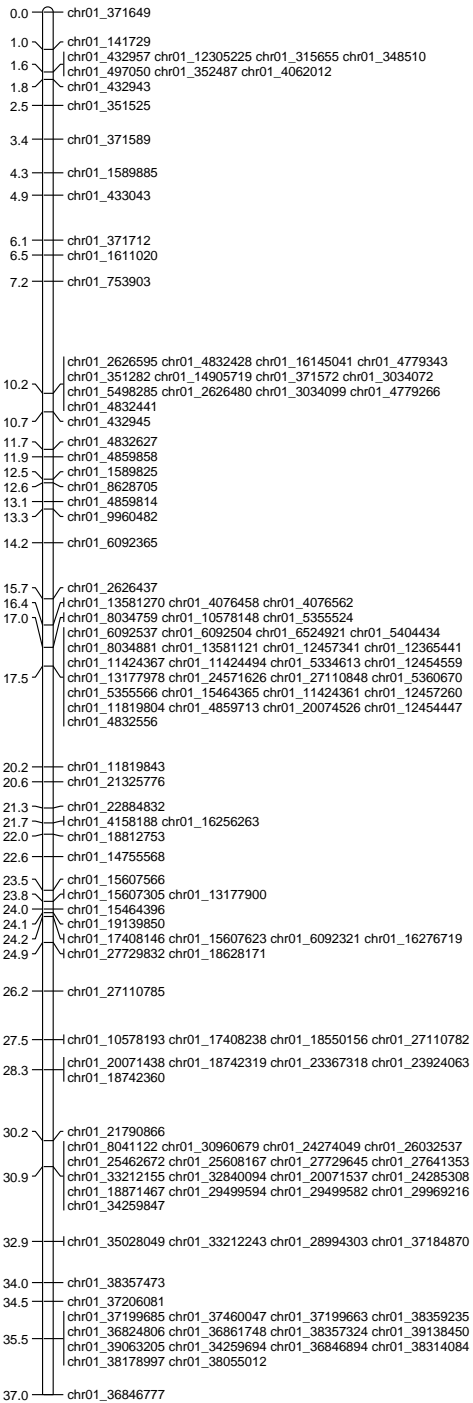 0.0 chr01_371649
1.0 chr01_141729
1.6 chr01_432957 chr01_12305225 chr01_315655 chr01_348510
chr01_497050 chr01_352487 chr01_4062012
1.8 chr01_432943
2.5 chr01_351525
3.4 chr01_371589
4.3 chr01_1589885
4.9 chr01_433043
6.1 chr01_371712
6.5 chr01_1611020
7.2 chr01_753903
chr01_2626595 chr01_4832428 chr01_16145041 chr01_4779343
chr01_351282 chr01_14905719 chr01_371572 chr01_3034072
10.2 chr01_5498285 chr01_2626480 chr01_3034099 chr01_4779266
chr01_4832441
10.7 chr01_432945
11.7 chr01_4832627
11.9 chr01_4859858
12.5 chr01_1589825
12.6 chr01_8628705
13.1 chr01_4859814
13.3 chr01_9960482
14.2 chr01_6092365
15.7 chr01_2626437
16.4 chr01_13581270 chr01_4076458 chr01_4076562
17.0 chr01_8034759 chr01_10578148 chr01_5355524
chr01_6092537 chr01_6092504 chr01_6524921 chr01_5404434
chr01_8034881 chr01_13581121 chr01_12457341 chr01_12365441
chr01_11424367 chr01_11424494 chr01_5334613 chr01_12454559
17.5 chr01_13177978 chr01_24571626 chr01_27110848 chr01_5360670
chr01_5355566 chr01_15464365 chr01_11424361 chr01_12457260
chr01_11819804 chr01_4859713 chr01_20074526 chr01_12454447
chr01_4832556
20.2 chr01_11819843
20.6 chr01_21325776
21.3 chr01_22884832
21.7 chr01_4158188 chr01_16256263
22.0 chr01_18812753
22.6 chr01_14755568
23.5 chr01_15607566
23.8 chr01_15607305 chr01_13177900
24.0 chr01_15464396
24.1 chr01_19139850
24.2 chr01_17408146 chr01_15607623 chr01_6092321 chr01_16276719
24.9 chr01_27729832 chr01_18628171
26.2 chr01_27110785
27.5 chr01_10578193 chr01_17408238 chr01_18550156 chr01_27110782
28.3 chr01_20071438 chr01_18742319 chr01_23367318 chr01_23924063
chr01_18742360
30.2 chr01_21790866
chr01_8041122 chr01_30960679 chr01_24274049 chr01_26032537
chr01_25462672 chr01_25608167 chr01_27729645 chr01_27641353
30.9 chr01_33212155 chr01_32840094 chr01_20071537 chr01_24285308
chr01_18871467 chr01_29499594 chr01_29499582 chr01_29969216
chr01_34259847
32.9 chr01_35028049 chr01_33212243 chr01_28994303 chr01_37184870
34.0 chr01_38357473
34.5 chr01_37206081
chr01_37199685 chr01_37460047 chr01_37199663 chr01_38359235
35.5 chr01_36824806 chr01_36861748 chr01_38357324 chr01_39138450
chr01_39063205 chr01_34259694 chr01_36846894 chr01_38314084
chr01_38178997 chr01_38055012
37.0 chr01_36846777